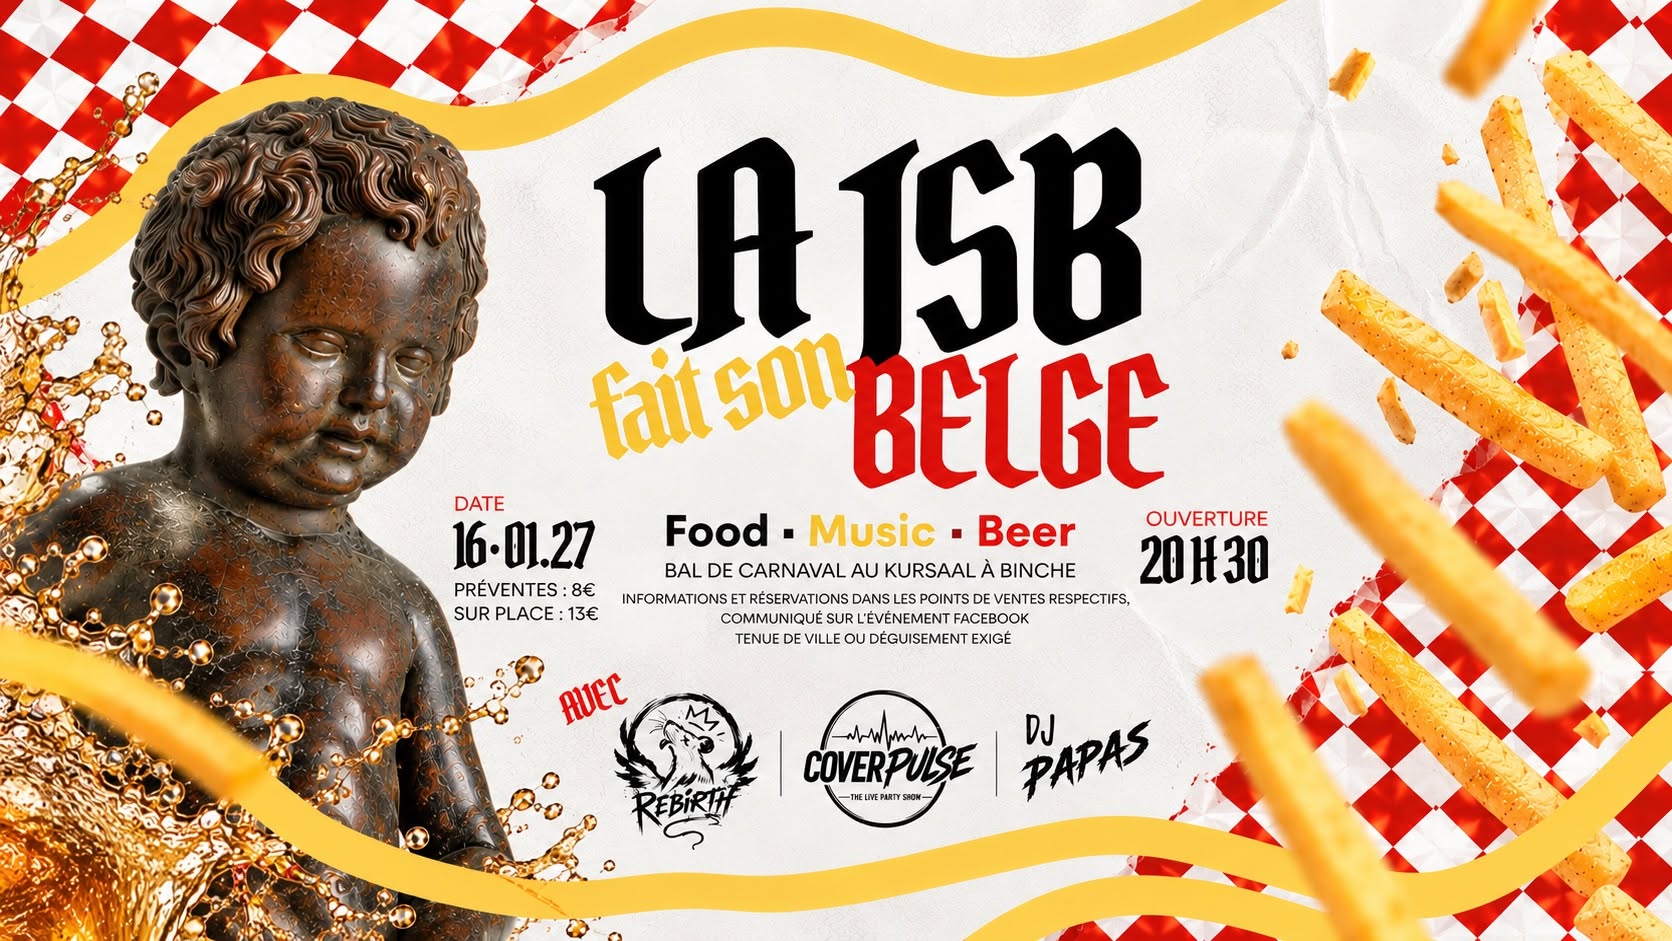 LA JSB
fait son
BELGE
DATE
16·01.27
PRÉVENTES : 8€
SUR PLACE : 13€
Food ▪ Music ▪ Beer
BAL DE CARNAVAL AU KURSAAL À BINCHE
INFORMATIONS ET RÉSERVATIONS DANS LES POINTS DE VENTES RESPECTIFS,
COMMUNIQUÉ SUR L'ÉVÉNEMENT FACEBOOK
TENUE DE VILLE OU DÉGUISEMENT EXIGÉ
OUVERTURE
20 H 30
AVEC
REBIRTH
COVERPULSE
—THE LIVE PARTY SHOW—
DJ
PAPAS